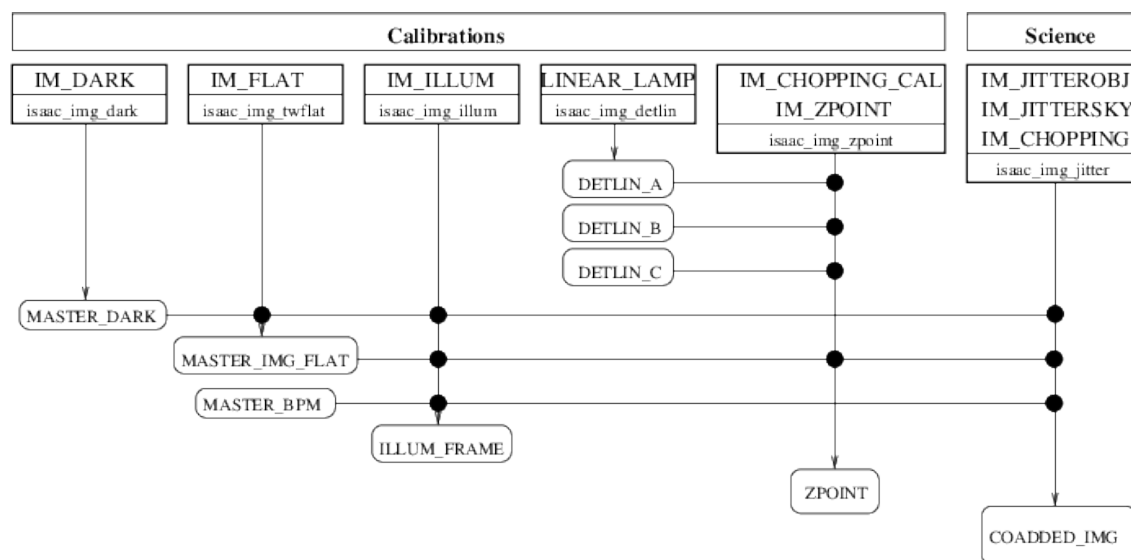 Calibrations
Science
IM_DARK
isaac_img_dark
IM_FLAT
isaac_img_twflat
IM_ILLUM
isaac_img_illum
LINEAR_LAMP
isaac_img_detlin
IM_CHOPPING_CAL
IM_ZPOINT
isaac_img_zpoint
IM_JITTEROBJ
IM_JITTERSKY
IM_CHOPPING
isaac_img_jitter
DETLIN_A
DETLIN_B
DETLIN_C
MASTER_DARK
MASTER_IMG_FLAT
MASTER_BPM
ILLUM_FRAME
ZPOINT
COADDED_IMG